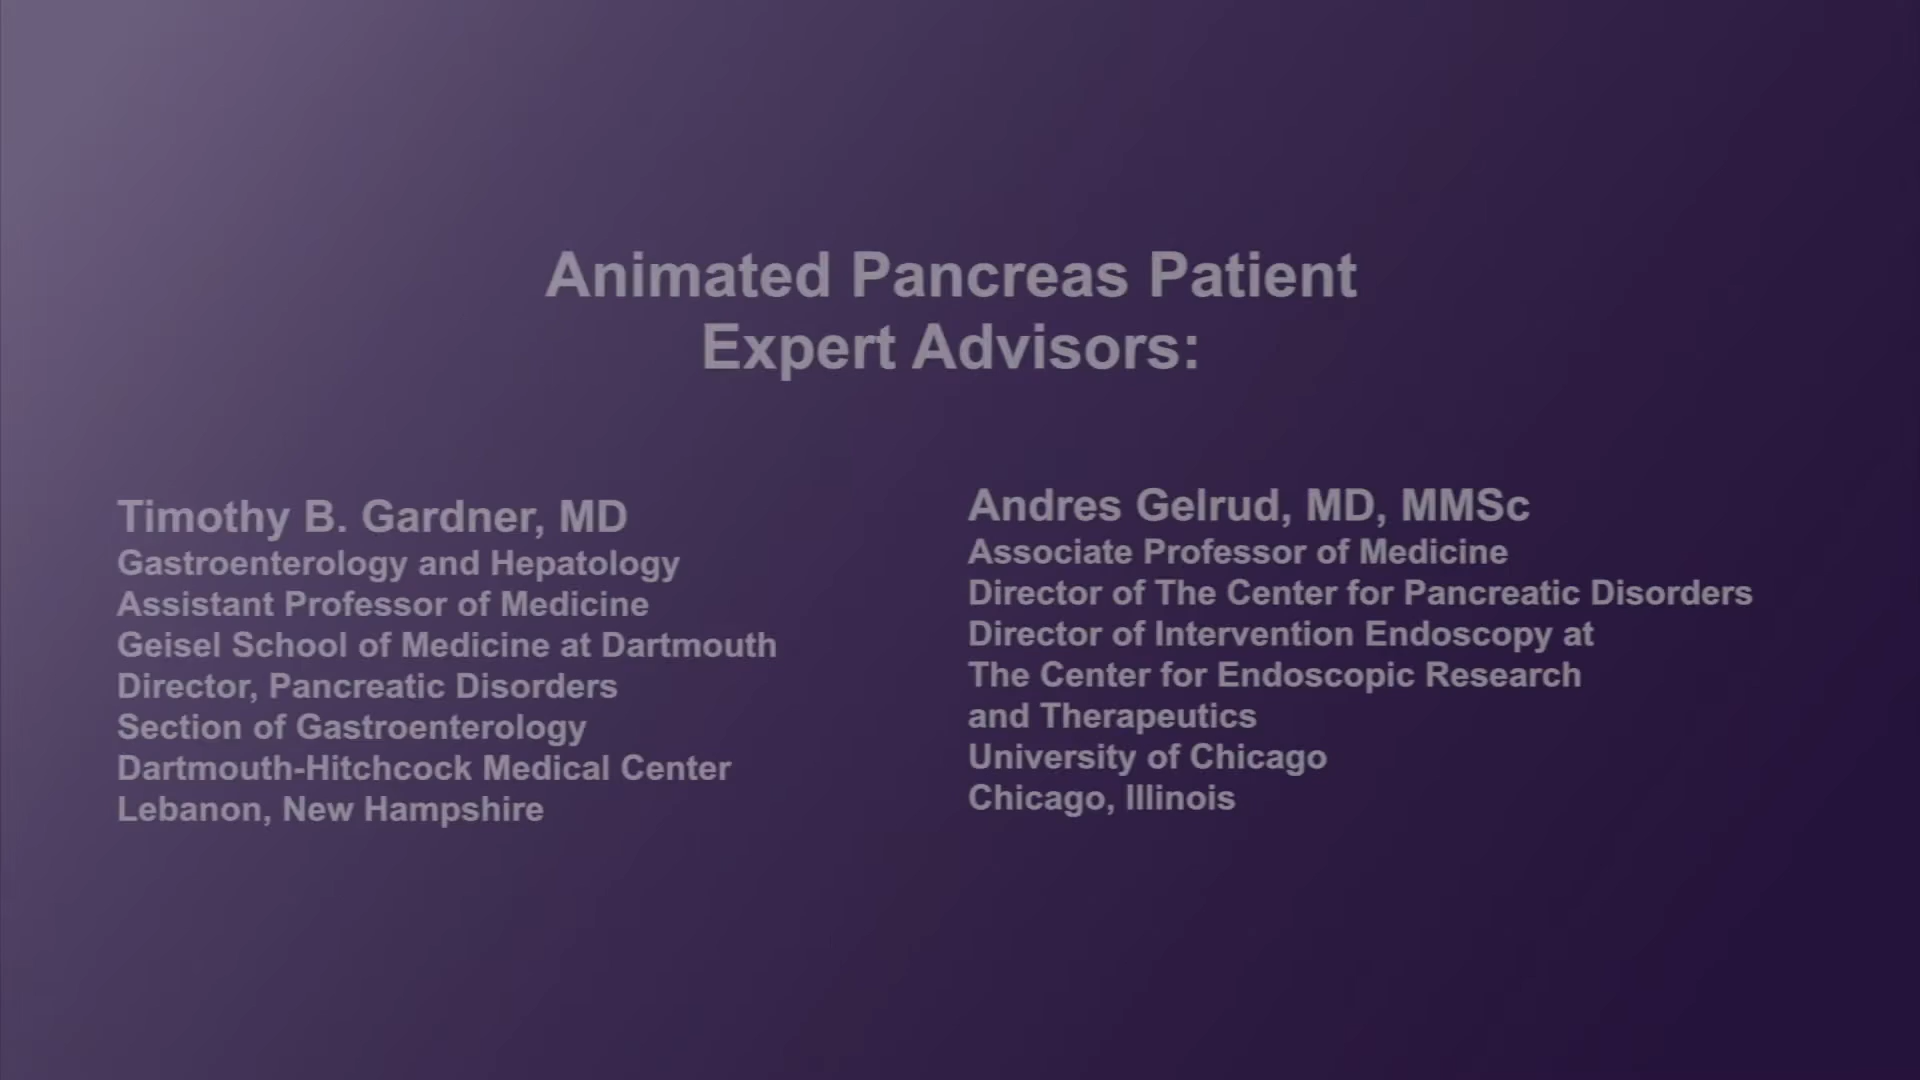 Animated Pancreas Patient
Expert Advisors:
Timothy B. Gardner, MD
Gastroenterology and Hepatology
Assistant Professor of Medicine
Geisel School of Medicine at Dartmouth
Director, Pancreatic Disorders
Section of Gastroenterology
Dartmouth-Hitchcock Medical Center
Lebanon, New Hampshire
Andres Gelrud, MD, MMSc
Associate Professor of Medicine
Director of The Center for Pancreatic Disorders
Director of Intervention Endoscopy at
The Center for Endoscopic Research
and Therapeutics
University of Chicago
Chicago, Illinois